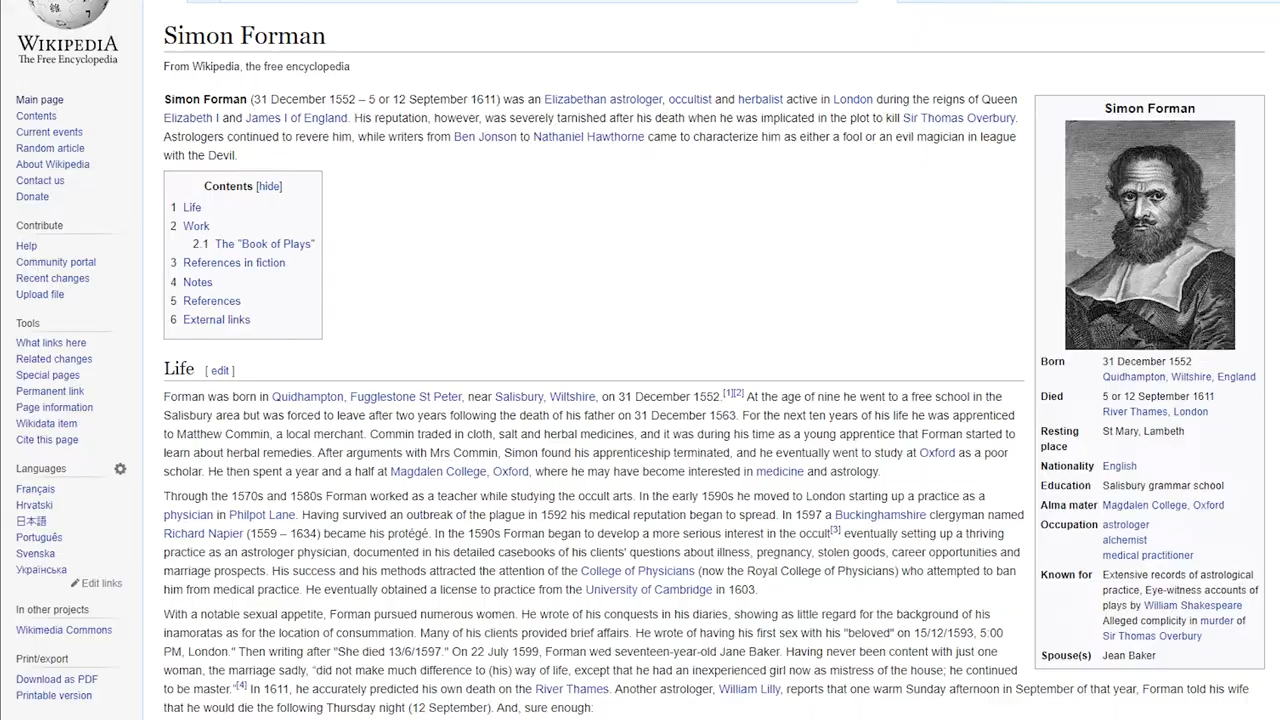 WIKIPEDIA
The Free Encyclopedia
Main page
Contents
Current events
Random article
About Wikipedia
Contact us
Donate
Contribute
Help
Community portal
Recent changes
Upload file
Tools
What links here
Related changes
Special pages
Permanent link
Page information
Wikidata item
Cite this page
Languages
Français
Hrvatski
日本語
Português
Svenska
Українська
Edit links
In other projects
Wikimedia Commons
Print/export
Download as PDF
Printable version
Simon Forman
From Wikipedia, the free encyclopedia
Simon Forman (31 December 1552 – 5 or 12 September 1611) was an Elizabethan astrologer, occultist and herbalist active in London during the reigns of Queen
Elizabeth I and James I of England. His reputation, however, was severely tarnished after his death when he was implicated in the plot to kill Sir Thomas Overbury.
Astrologers continued to revere him, while writers from Ben Jonson to Nathaniel Hawthorne came to characterize him as either a fool or an evil magician in league
with the Devil.
Contents [hide]
1 Life
2 Work
2.1 The "Book of Plays"
3 References in fiction
4 Notes
5 References
6 External links
Life [ edit ]
Forman was born in Quidhampton, Fugglestone St Peter, near Salisbury, Wiltshire, on 31 December 1552.[1][2] At the age of nine he went to a free school in the
Salisbury area but was forced to leave after two years following the death of his father on 31 December 1563. For the next ten years of his life he was apprenticed
to Matthew Commin, a local merchant. Commin traded in cloth, salt and herbal medicines, and it was during his time as a young apprentice that Forman started to
learn about herbal remedies. After arguments with Mrs Commin, Simon found his apprenticeship terminated, and he eventually went to study at Oxford as a poor
scholar. He then spent a year and a half at Magdalen College, Oxford, where he may have become interested in medicine and astrology.
Through the 1570s and 1580s Forman worked as a teacher while studying the occult arts. In the early 1590s he moved to London starting up a practice as a
physician in Philpot Lane. Having survived an outbreak of the plague in 1592 his medical reputation began to spread. In 1597 a Buckinghamshire clergyman named
Richard Napier (1559 – 1634) became his protégé. In the 1590s Forman began to develop a more serious interest in the occult[3] eventually setting up a thriving
practice as an astrologer physician, documented in his detailed casebooks of his clients' questions about illness, pregnancy, stolen goods, career opportunities and
marriage prospects. His success and his methods attracted the attention of the College of Physicians (now the Royal College of Physicians) who attempted to ban
him from medical practice. He eventually obtained a license to practice from the University of Cambridge in 1603.
With a notable sexual appetite, Forman pursued numerous women. He wrote of his conquests in his diaries, showing as little regard for the background of his
inamoratas as for the location of consummation. Many of his clients provided brief affairs. He wrote of having his first sex with his "beloved" on 15/12/1593, 5:00
PM, London." Then writing after "She died 13/6/1597." On 22 July 1599, Forman wed seventeen-year-old Jane Baker. Having never been content with just one
woman, the marriage sadly, "did not make much difference to (his) way of life, except that he had an inexperienced girl now as mistress of the house; he continued
to be master."[4] In 1611, he accurately predicted his own death on the River Thames. Another astrologer, William Lilly, reports that one warm Sunday afternoon in September of that year, Forman told his wife
that he would die the following Thursday night (12 September). And, sure enough:
Simon Forman
Born 31 December 1552
Quidhampton, Wiltshire, England
Died 5 or 12 September 1611
River Thames, London
Resting St Mary, Lambeth
place
Nationality English
Education Salisbury grammar school
Alma mater Magdalen College, Oxford
Occupation astrologer
alchemist
medical practitioner
Known for Extensive records of astrological
practice, Eye-witness accounts of
plays by William Shakespeare
Alleged complicity in murder of
Sir Thomas Overbury
Spouse(s) Jean Baker